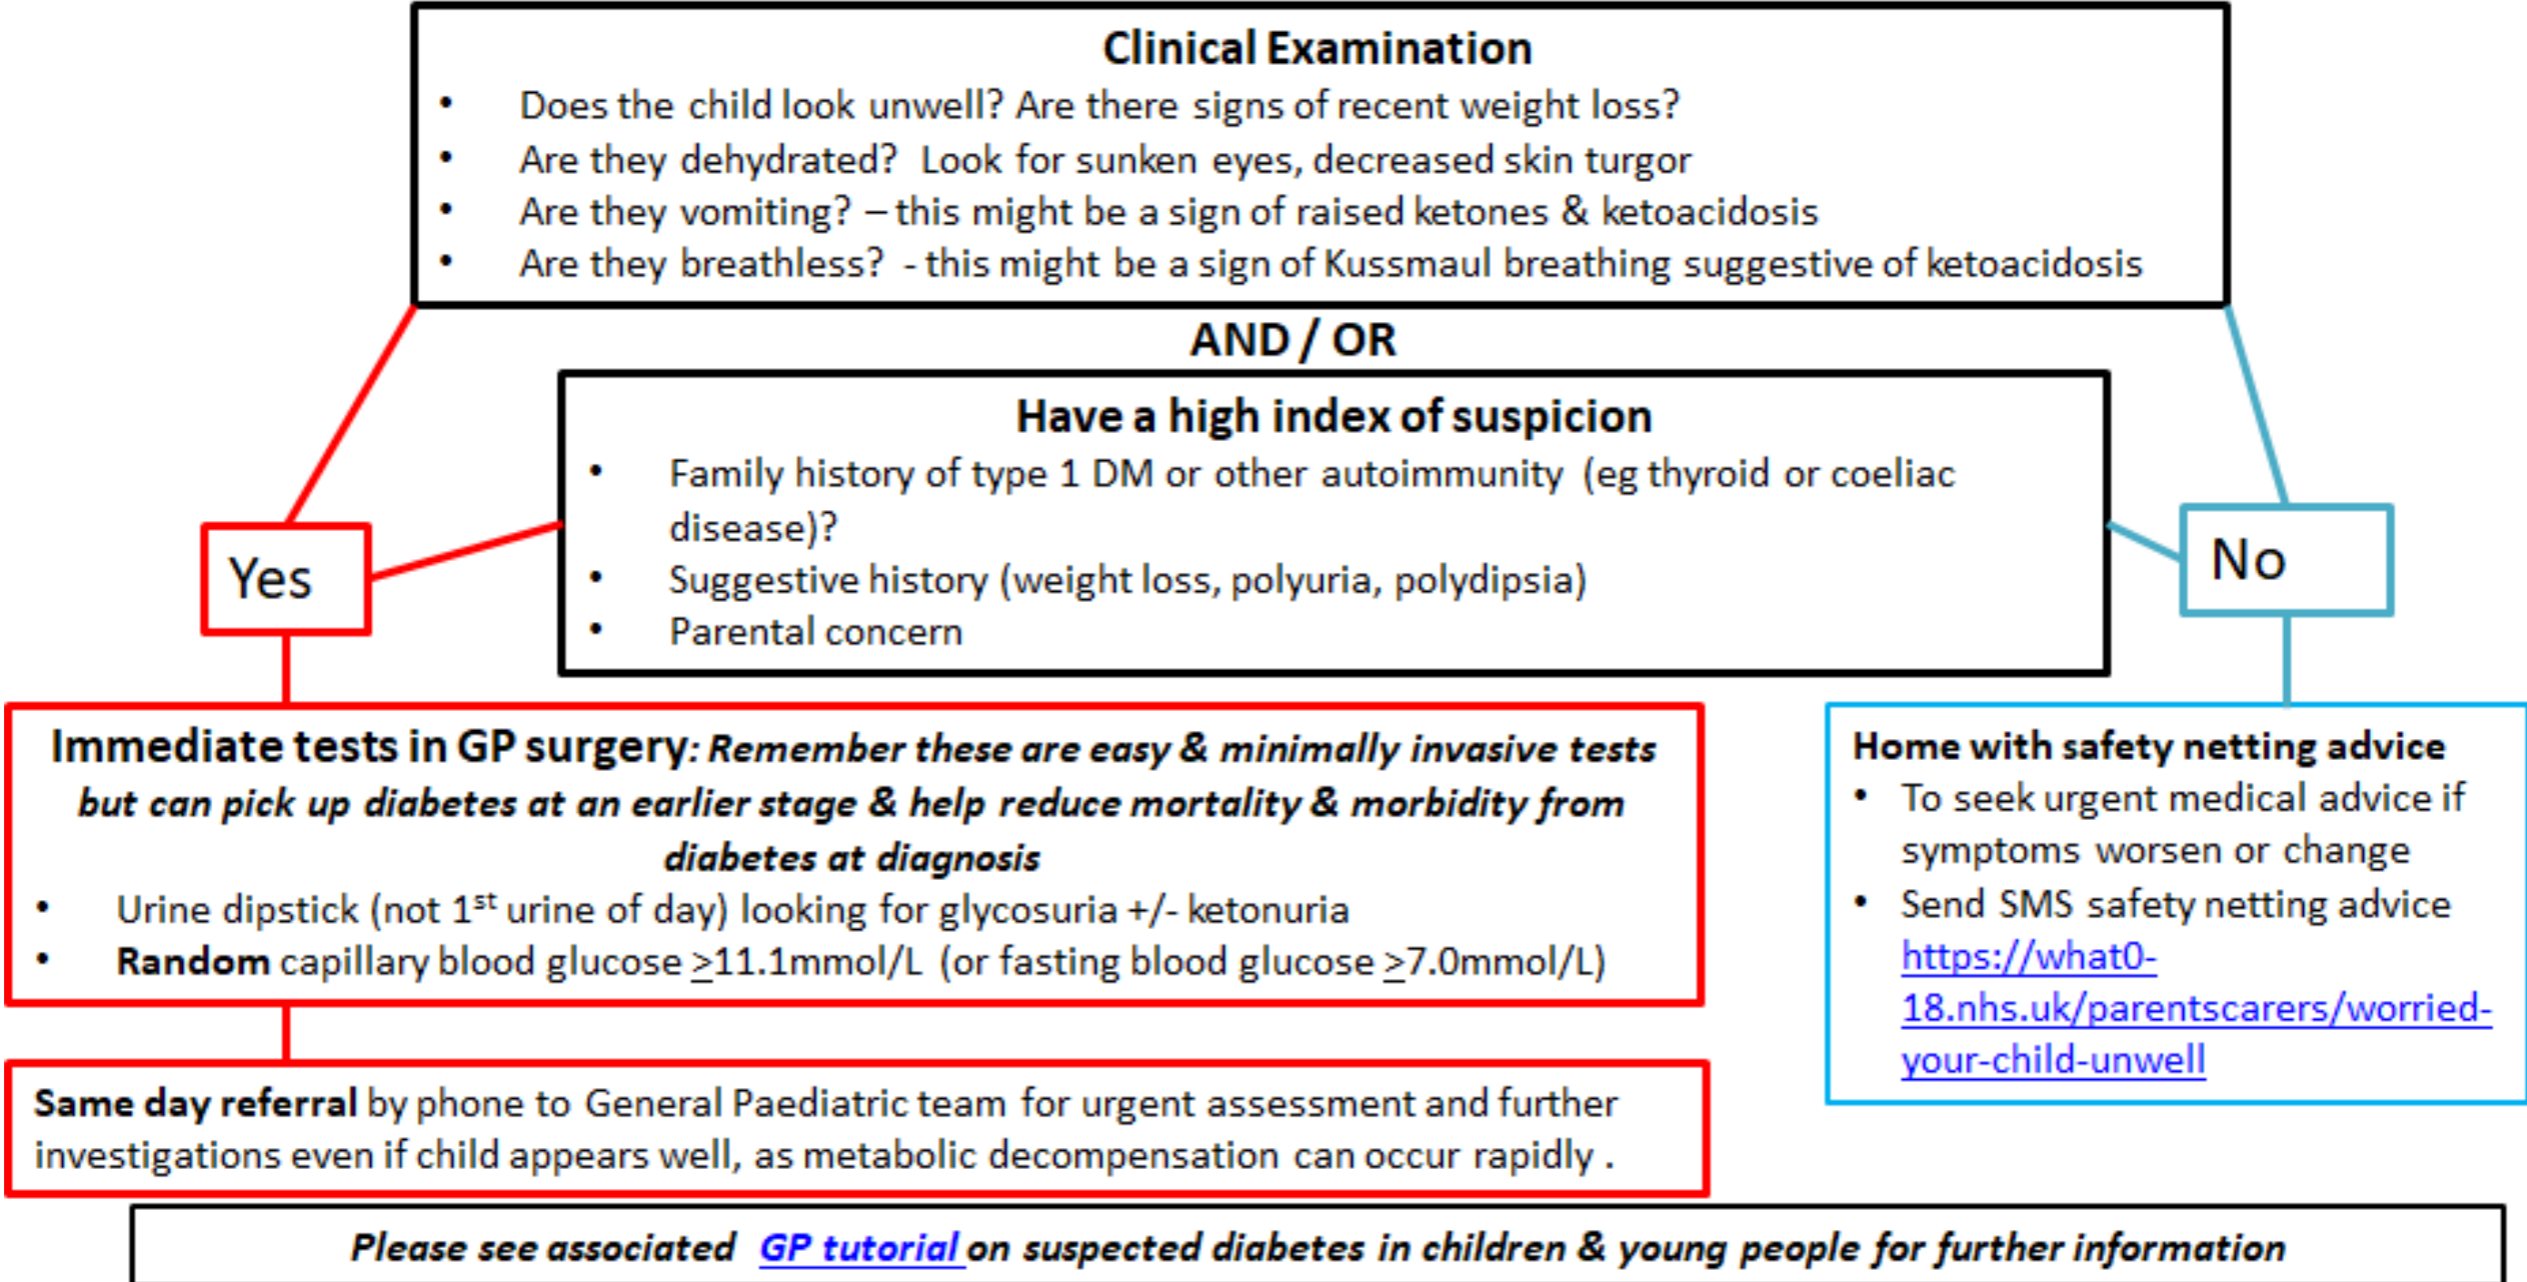 Clinical Examination
• Does the child look unwell? Are there signs of recent weight loss?
• Are they dehydrated? Look for sunken eyes, decreased skin turgor
• Are they vomiting? – this might be a sign of raised ketones & ketoacidosis
• Are they breathless? - this might be a sign of Kussmaul breathing suggestive of ketoacidosis
AND / OR
Have a high index of suspicion
• Family history of type 1 DM or other autoimmunity (eg thyroid or coeliac
disease)?
• Suggestive history (weight loss, polyuria, polydipsia)
• Parental concern
Yes
No
Immediate tests in GP surgery: Remember these are easy & minimally invasive tests
but can pick up diabetes at an earlier stage & help reduce mortality & morbidity from
diabetes at diagnosis
• Urine dipstick (not 1st urine of day) looking for glycosuria +/- ketonuria
• Random capillary blood glucose ≥11.1mmol/L (or fasting blood glucose ≥7.0mmol/L)
Same day referral by phone to General Paediatric team for urgent assessment and further
investigations even if child appears well, as metabolic decompensation can occur rapidly .
Home with safety netting advice
• To seek urgent medical advice if
symptoms worsen or change
• Send SMS safety netting advice
https://what0-
18.nhs.uk/parentscarers/worried-
your-child-unwell
Please see associated GP tutorial on suspected diabetes in children & young people for further information